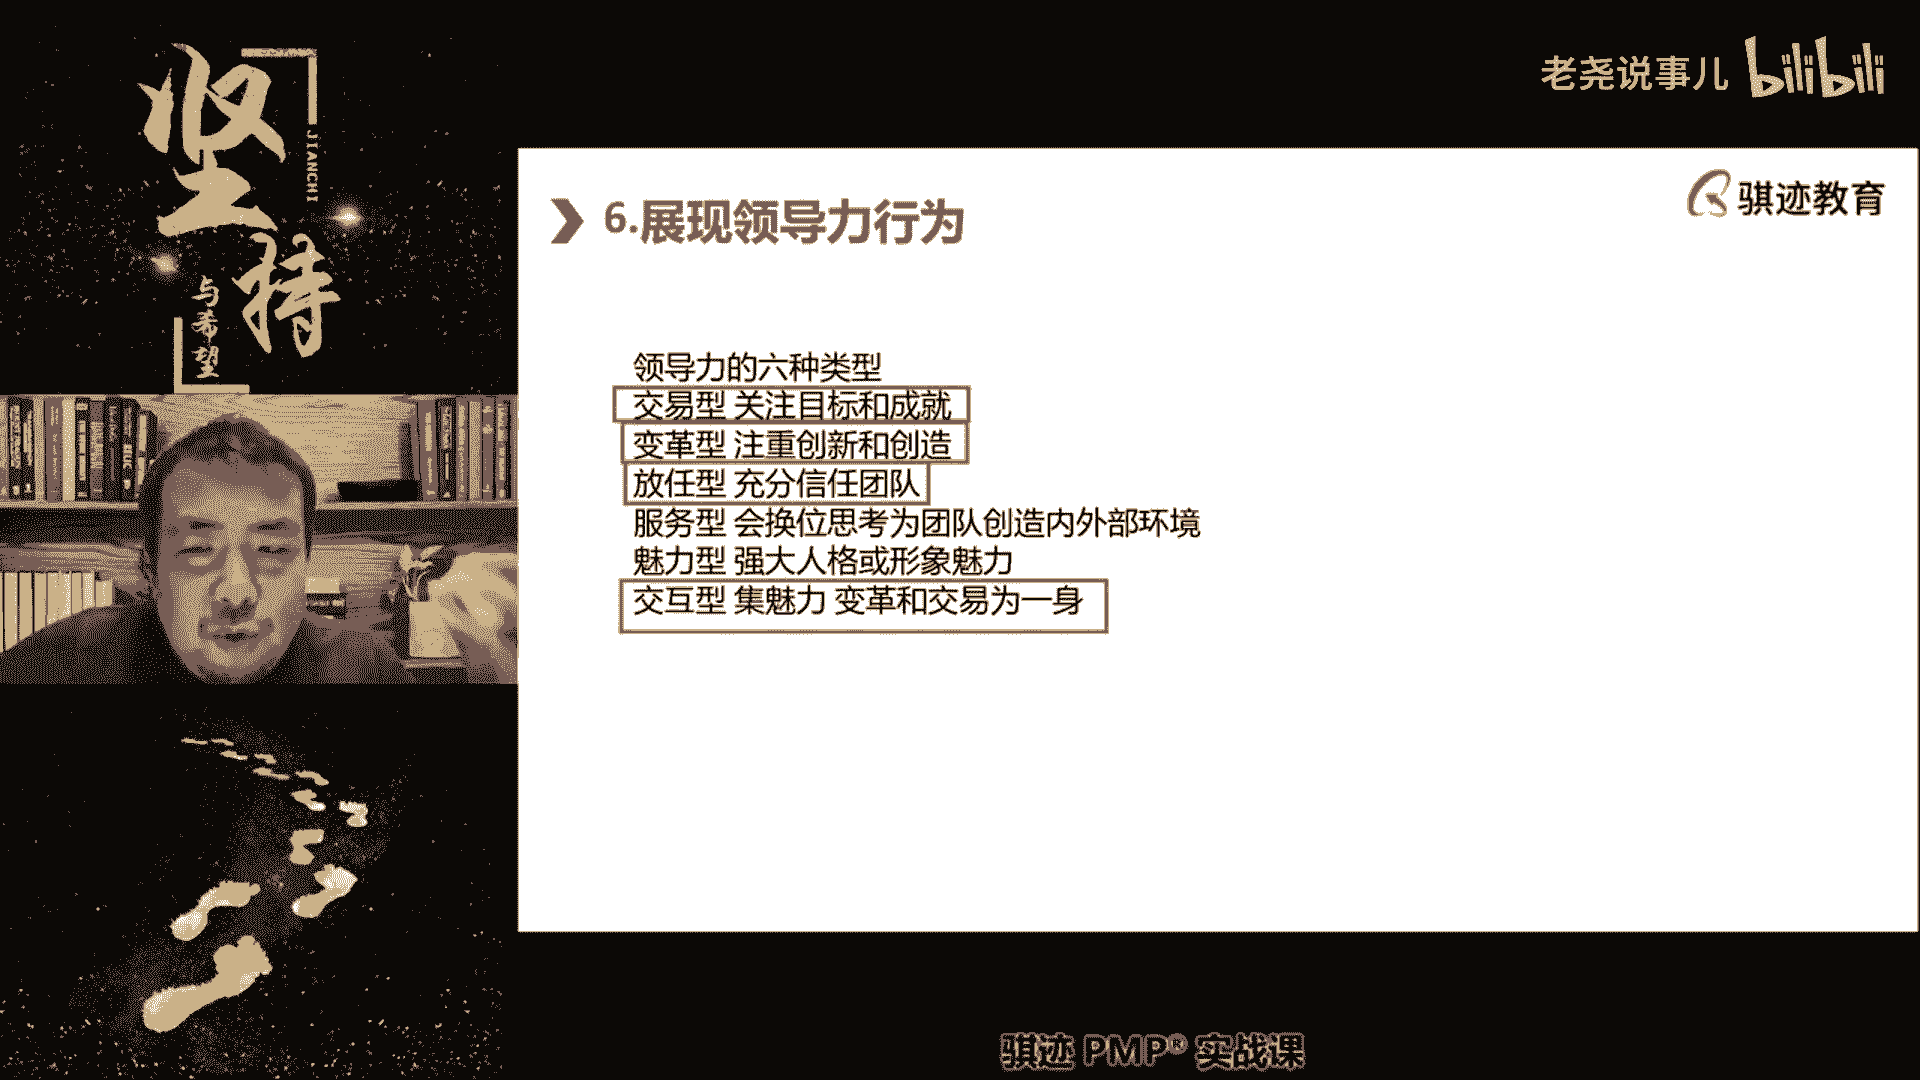 坚持
JIANCHI
与希望
老尧说事儿 bilibili
骐迹教育
6.展现领导力行为
领导力的六种类型
交易型 关注目标和成就
变革型 注重创新和创造
放任型 充分信任团队
服务型 会换位思考为团队创造内外部环境
魅力型 强大人格或形象魅力
交互型 集魅力 变革和交易为一身
骐迹 PMP® 实战课